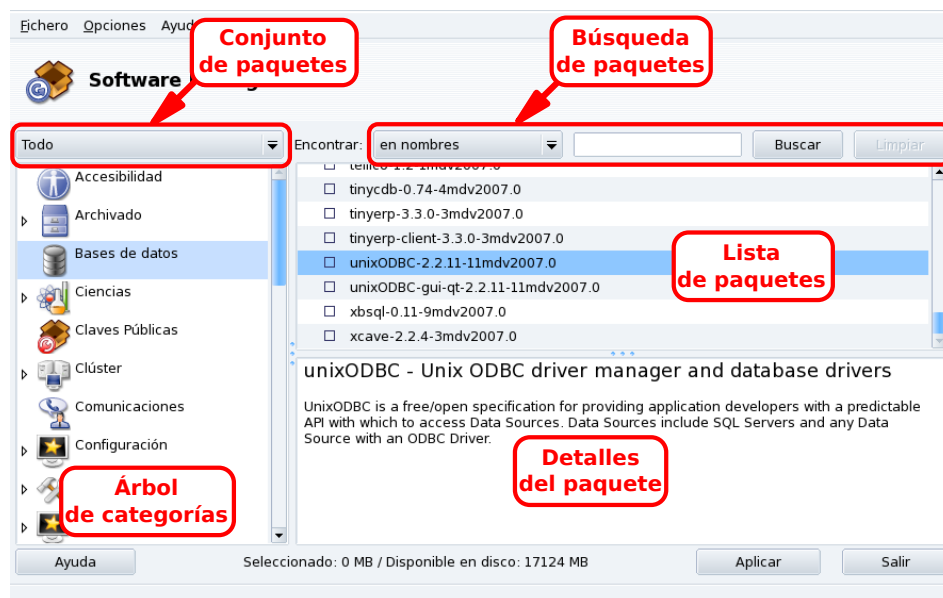 Fichero Opciones Ayud
Conjunto
de paquetes
Búsqueda
de paquetes
Software
Todo
Encontrar: en nombres Buscar Limpiar
Accesibilidad
Archivado
Bases de datos
Ciencias
Claves Públicas
Clúster
Comunicaciones
Configuración
Árbol
de categorías
tinycdb-0.74-4mdv2007.0
tinyerp-3.3.0-3mdv2007.0
tinyerp-client-3.3.0-3mdv2007.0
unixODBC-2.2.11-11mdv2007.0
unixODBC-gui-qt-2.2.11-11mdv2007.0
xbsql-0.11-9mdv2007.0
xcave-2.2.4-3mdv2007.0
Lista
de paquetes
unixODBC - Unix ODBC driver manager and database drivers
UnixODBC is a free/open specification for providing application developers with a predictable
API with which to access Data Sources. Data Sources include SQL Servers and any Data
Source with an ODBC Driver.
Detalles
del paquete
Ayuda Seleccionado: 0 MB / Disponible en disco: 17124 MB Aplicar Salir